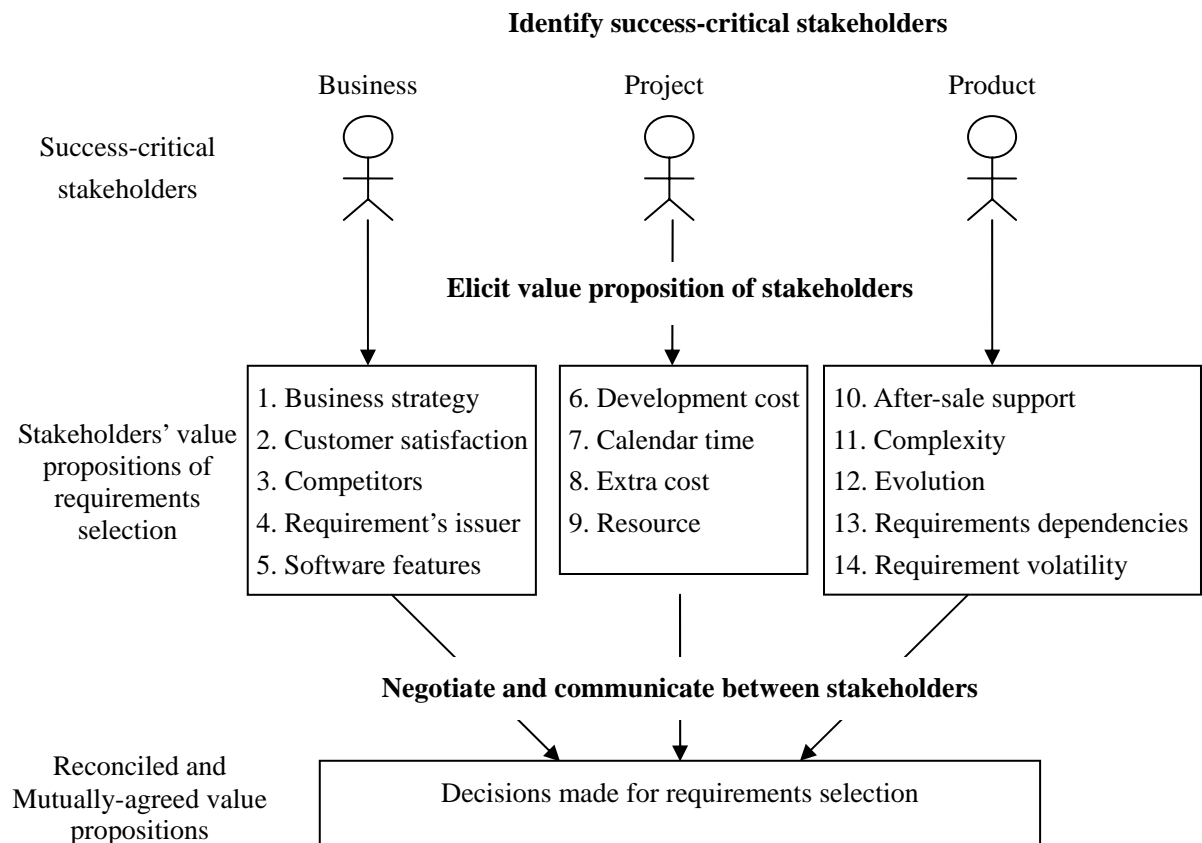 Identify success-critical stakeholders
Business
Project
Product
Success-critical
stakeholders
Elicit value proposition of stakeholders
Stakeholders’ value
propositions of
requirements
selection
1. Business strategy
2. Customer satisfaction
3. Competitors
4. Requirement’s issuer
5. Software features
6. Development cost
7. Calendar time
8. Extra cost
9. Resource
10. After-sale support
11. Complexity
12. Evolution
13. Requirements dependencies
14. Requirement volatility
Negotiate and communicate between stakeholders
Reconciled and
Mutually-agreed value
propositions
Decisions made for requirements selection